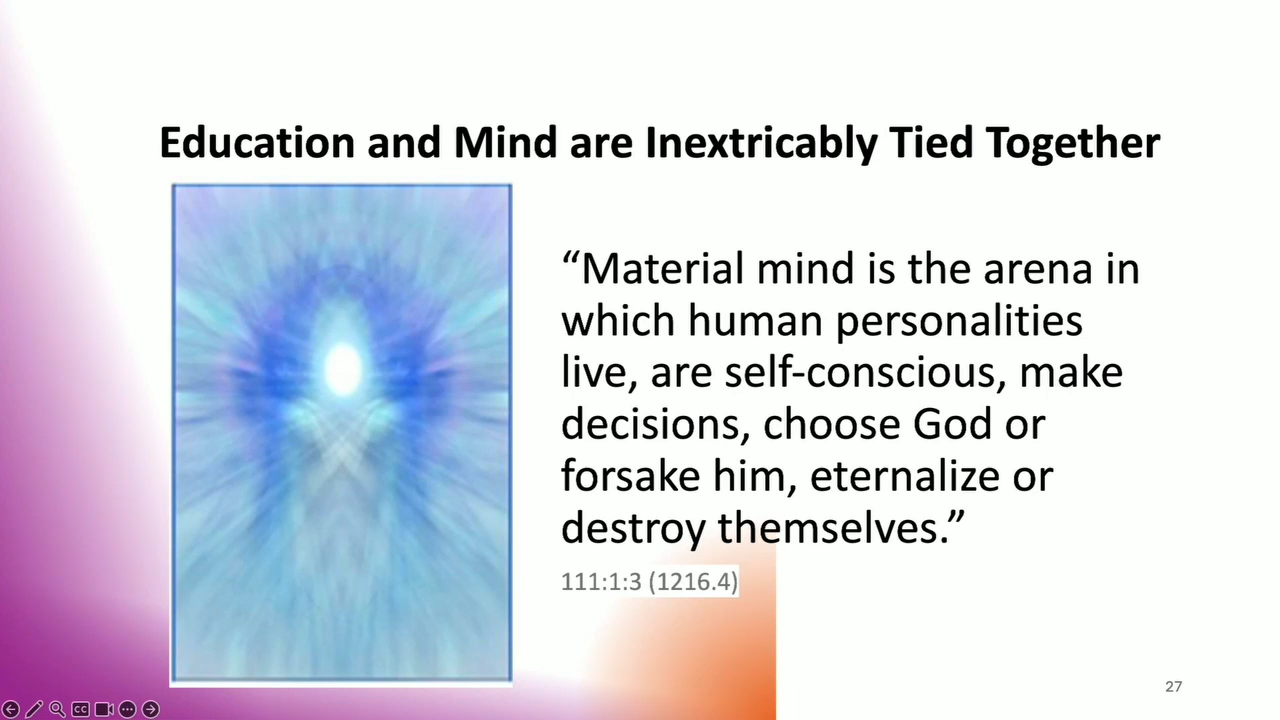 Education and Mind are Inextricably Tied Together
“Material mind is the arena in
which human personalities
live, are self-conscious, make
decisions, choose God or
forsake him, eternalize or
destroy themselves.”
111:1:3 (1216.4)
27
CC